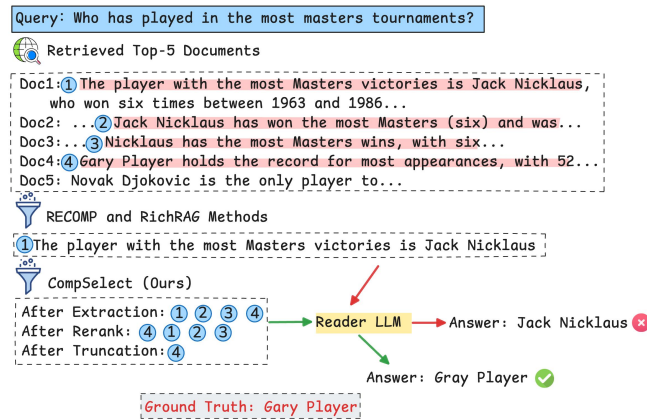 Query: Who has played in the most masters tournaments?
Retrieved Top-5 Documents
Doc1: 1 The player with the most Masters victories is Jack Nicklaus,
who won six times between 1963 and 1986...
Doc2: ...2 Jack Nicklaus has won the most Masters (six) and was...
Doc3:...3 Nicklaus has the most Masters wins, with six...
Doc4: 4 Gary Player holds the record for most appearances, with 52...
Doc5: Novak Djokovic is the only player to...
RECOMP and RichRAG Methods
1 The player with the most Masters victories is Jack Nicklaus
CompSelect (Ours)
After Extraction: 1 2 3 4
After Rerank: 4 1 2 3
After Truncation: 4
Reader LLM
Answer: Jack Nicklaus
Answer: Gray Player
Ground Truth: Gary Player